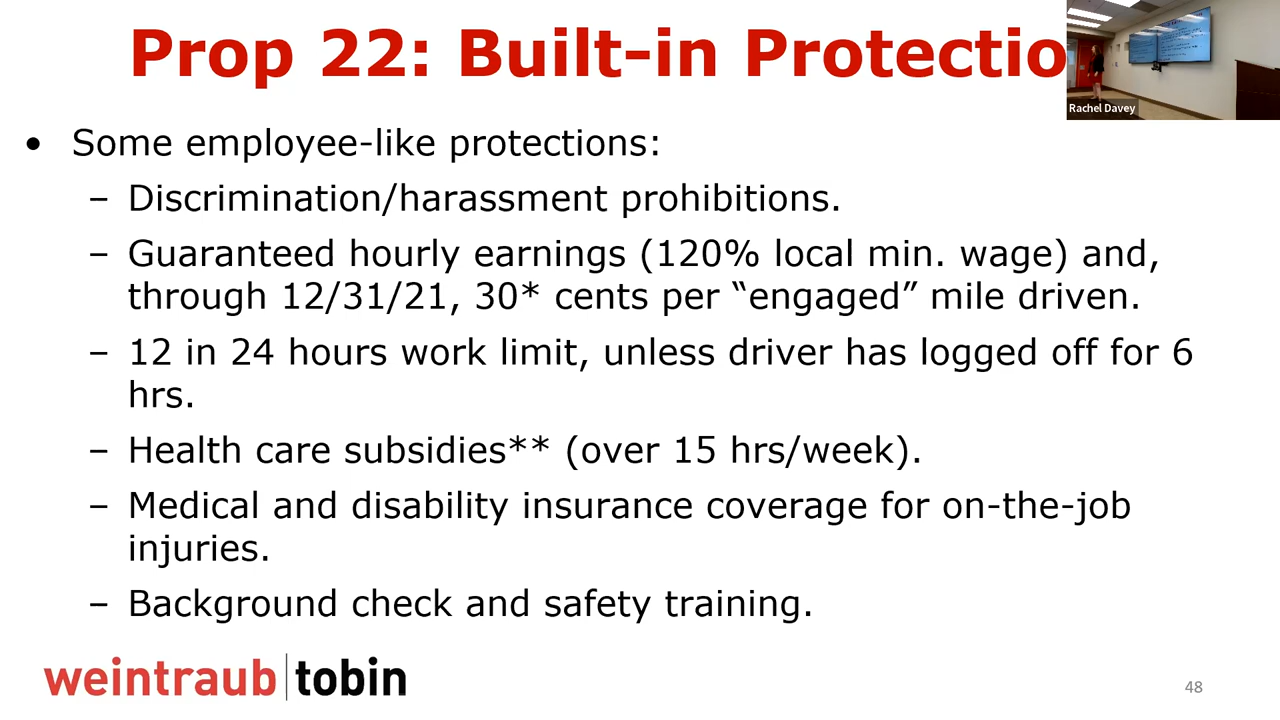 Prop 22: Built-in Protectio
Rachel Davey
• Some employee-like protections:
– Discrimination/harassment prohibitions.
– Guaranteed hourly earnings (120% local min. wage) and,
through 12/31/21, 30* cents per “engaged” mile driven.
– 12 in 24 hours work limit, unless driver has logged off for 6
hrs.
– Health care subsidies** (over 15 hrs/week).
– Medical and disability insurance coverage for on-the-job
injuries.
– Background check and safety training.
weintraub|tobin
48